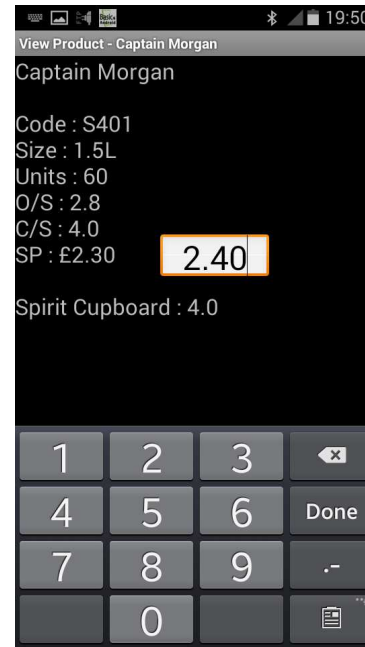 19:50
View Product - Captain Morgan
Captain Morgan
Code : S401
Size : 1.5L
Units : 60
O/S : 2.8
C/S : 4.0
SP : £2.30
2.40
Spirit Cupboard : 4.0
1 2 3
4 5 6 Done
7 8 9 .-
0